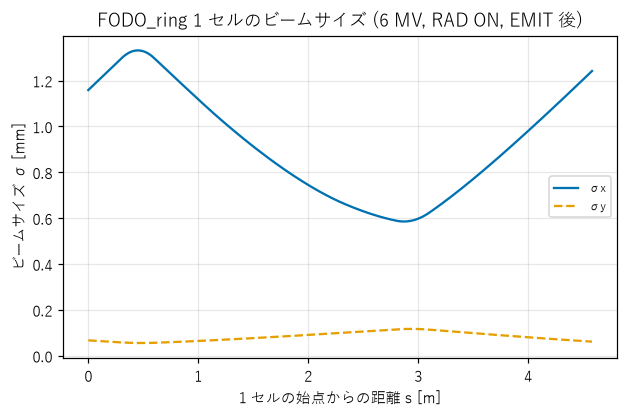 FODO_ring 1 セルのビームサイズ (6 MV, RAD ON, EMIT 後)
ビームサイズ σ [mm]
1.2
1.0
0.8
0.6
0.4
0.2
0.0
σ x
σ y
0 1 2 3 4
1 セルの始点からの距離 s [m]